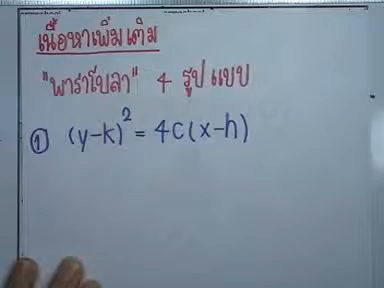 เนื้อหาเพิ่มเติม
"พาราโบลา" 4 รูปแบบ
① (y-k)² = 4c(x-h)